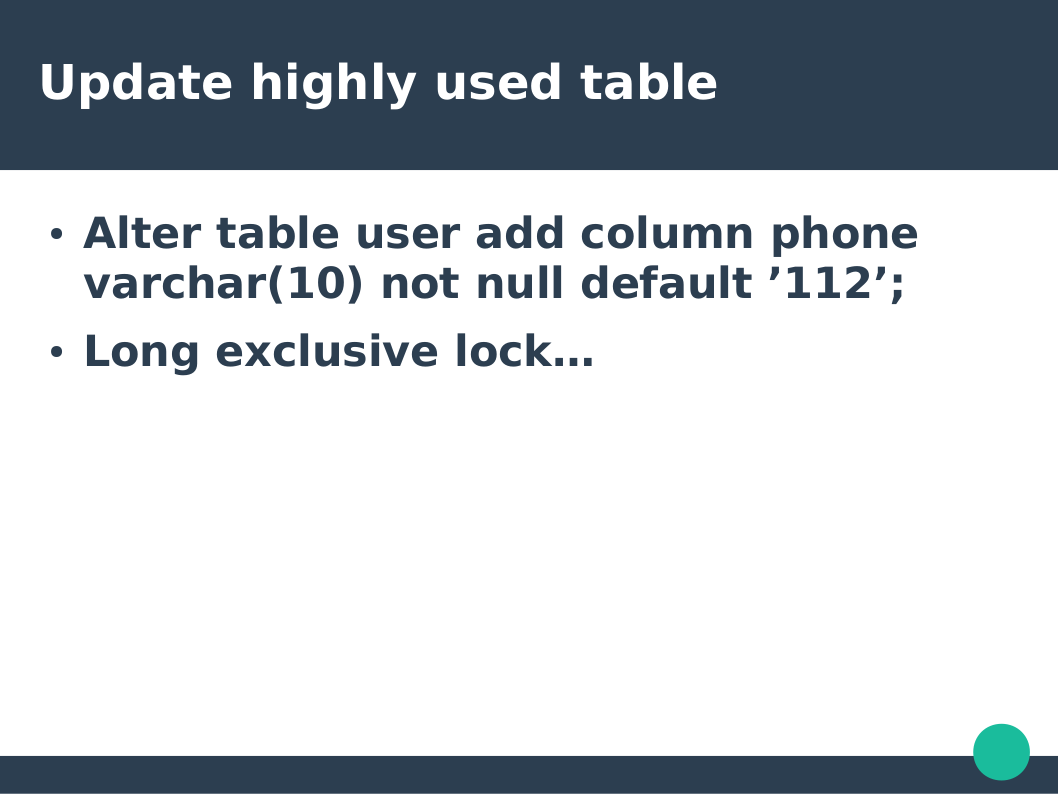 Update highly used table
• Alter table user add column phone
varchar(10) not null default ’112’;
• Long exclusive lock…